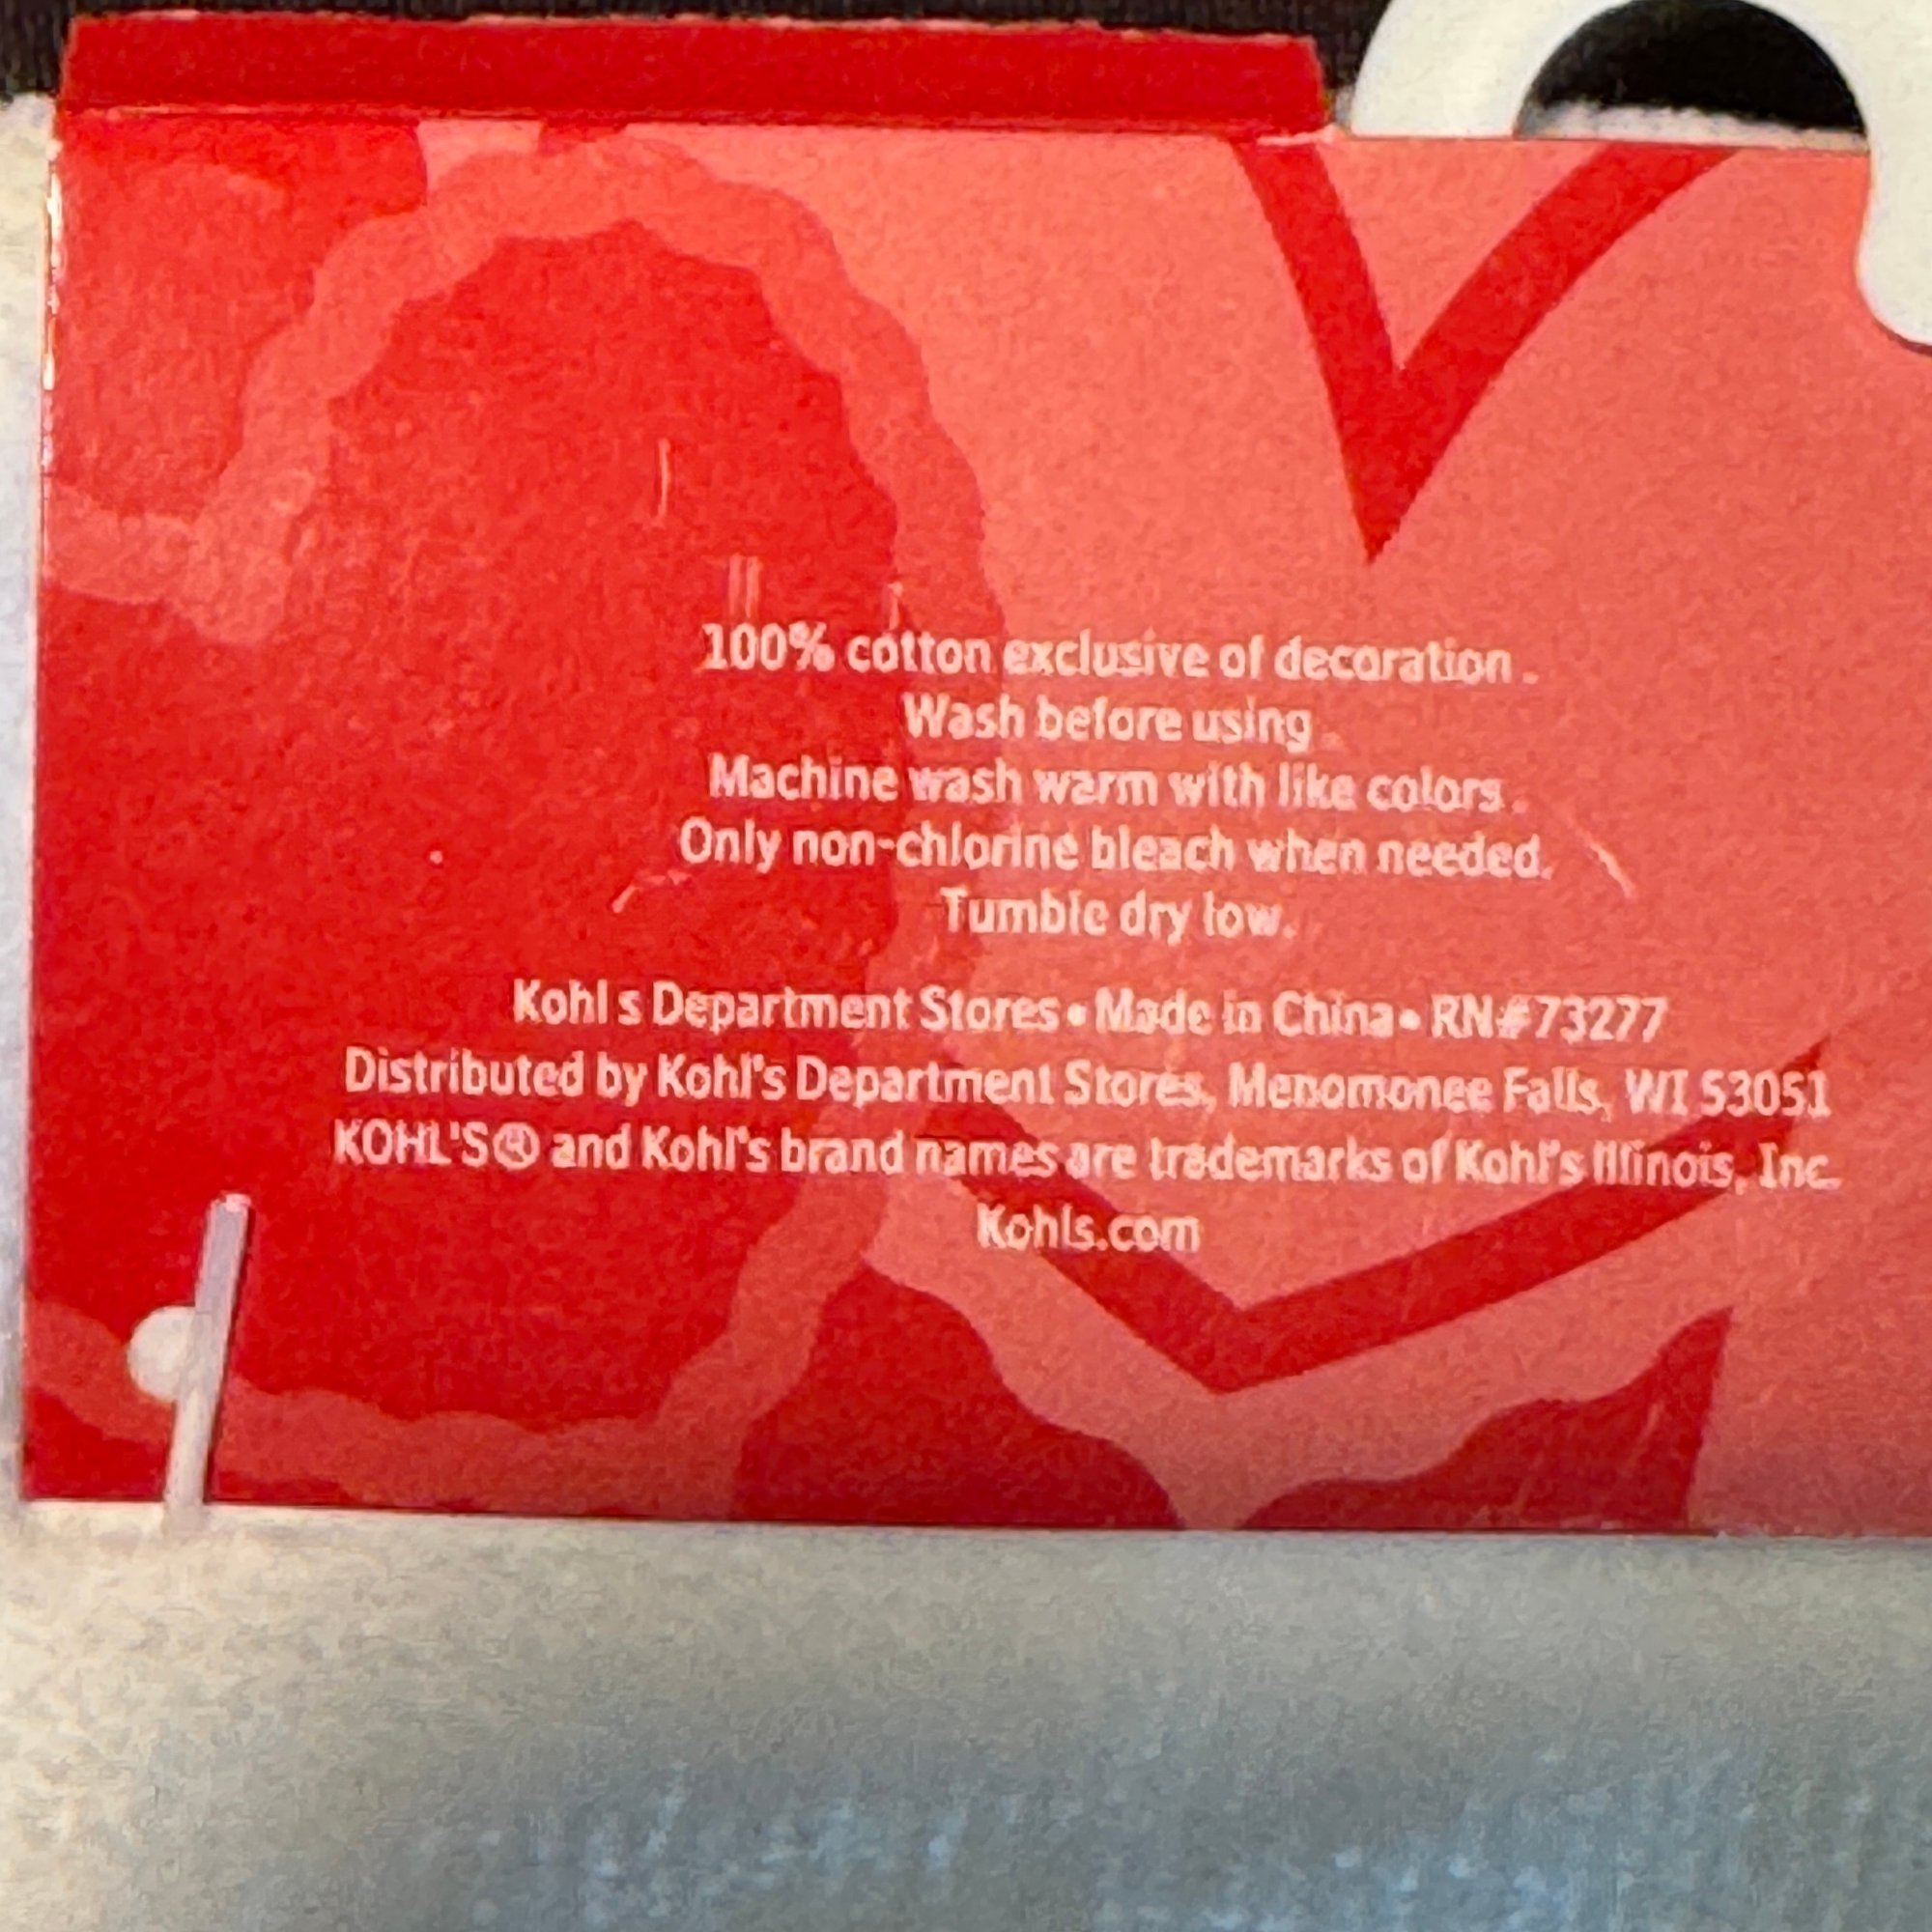 100% cotton exclusive of decoration.
Wash before using.
Machine wash warm with like colors.
Only non-chlorine bleach when needed.
Tumble dry low.
Kohl s Department Stores • Made in China • RN#73277
Distributed by Kohl's Department Stores, Menomonee Falls, WI 53051
KOHL'S® and Kohl's brand names are trademarks of Kohl's Illinois, Inc.
Kohls.com